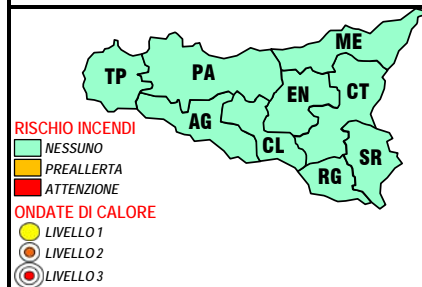 ME
PA
TP
EN
CT
AG
CL
SR
RG
RISCHIO INCENDI
NESSUNO
PREALLERTA
ATTENZIONE
ONDATE DI CALORE
LIVELLO 1
LIVELLO 2
LIVELLO 3